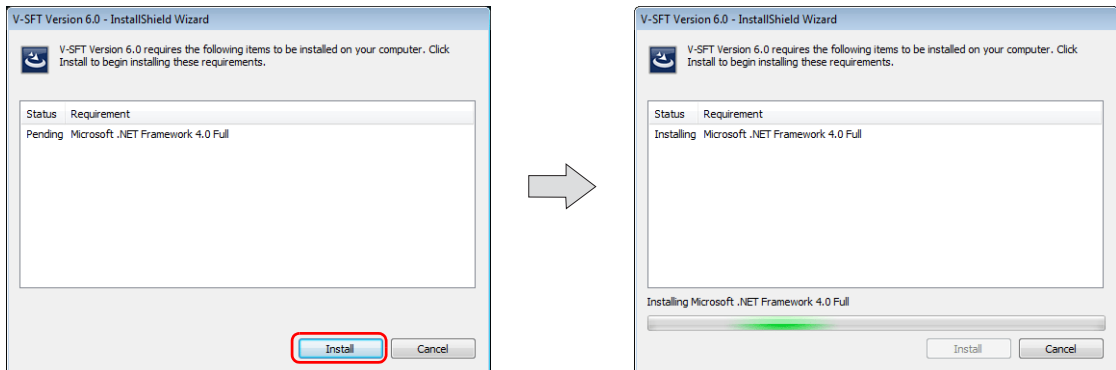 V-SFT Version 6.0 - InstallShield Wizard
V-SFT Version 6.0 requires the following items to be installed on your computer. Click
Install to begin installing these requirements.
Status Requirement
Pending Microsoft .NET Framework 4.0 Full
Install Cancel
V-SFT Version 6.0 - InstallShield Wizard
V-SFT Version 6.0 requires the following items to be installed on your computer. Click
Install to begin installing these requirements.
Status Requirement
Installing Microsoft .NET Framework 4.0 Full
Installing Microsoft .NET Framework 4.0 Full
Install Cancel